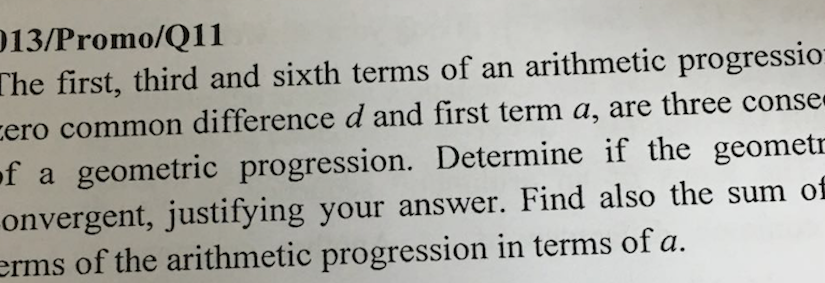 013/Promo/Q11
The first, third and sixth terms of an arithmetic progressio
zero common difference d and first term a, are three conse
of a geometric progression. Determine if the geometr
onvergent, justifying your answer. Find also the sum of
erms of the arithmetic progression in terms of a.